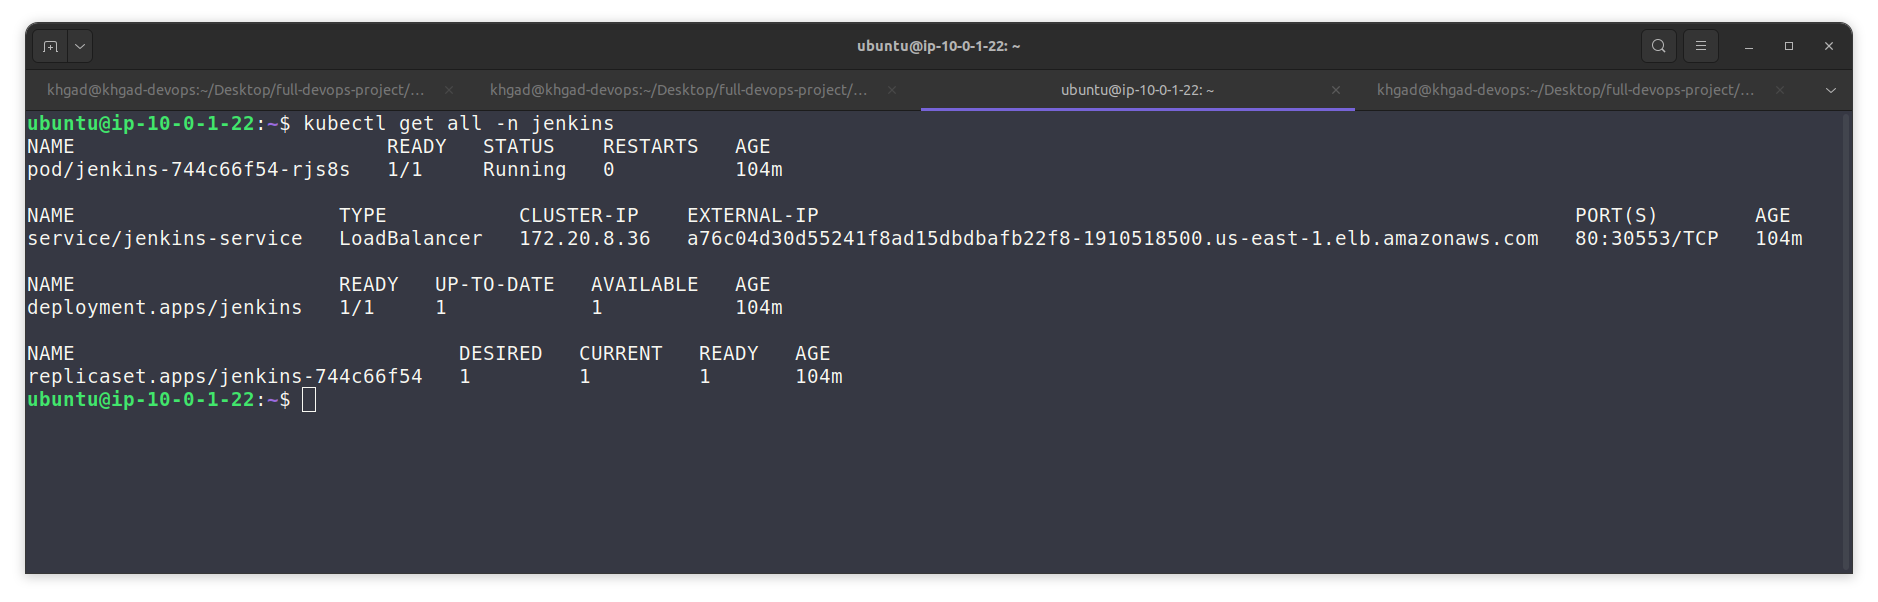 ubuntu@ip-10-0-1-22: ~
khgad@khgad-devops:~/Desktop/full-devops-project/... khgad@khgad-devops:~/Desktop/full-devops-project/... ubuntu@ip-10-0-1-22: ~ khgad@khgad-devops:~/Desktop/full-devops-project/...
ubuntu@ip-10-0-1-22:~$ kubectl get all -n jenkins
NAME READY STATUS RESTARTS AGE
pod/jenkins-744c66f54-rjs8s 1/1 Running 0 104m
NAME TYPE CLUSTER-IP EXTERNAL-IP PORT(S) AGE
service/jenkins-service LoadBalancer 172.20.8.36 a76c04d30d55241f8ad15dbdbafb22f8-1910518500.us-east-1.elb.amazonaws.com 80:30553/TCP 104m
NAME READY UP-TO-DATE AVAILABLE AGE
deployment.apps/jenkins 1/1 1 1 104m
NAME DESIRED CURRENT READY AGE
replicaset.apps/jenkins-744c66f54 1 1 1 104m
ubuntu@ip-10-0-1-22:~$